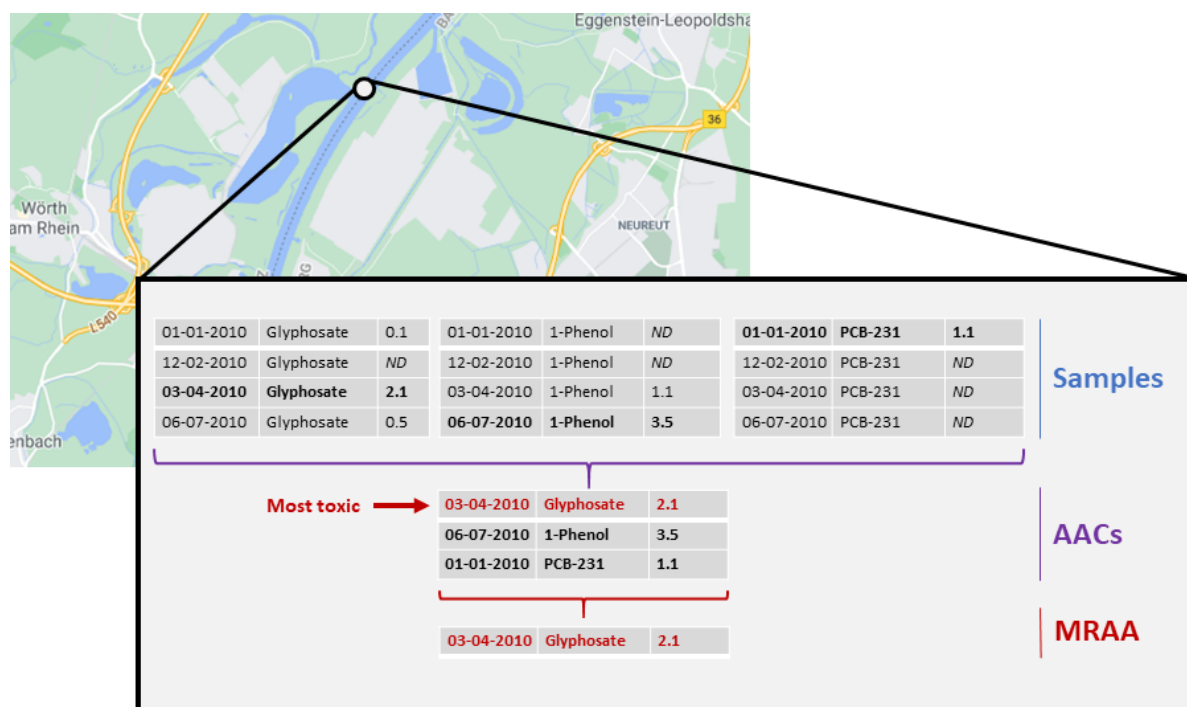 Eggenstein-Leopoldsha
BA
36
Wörth
am Rhein
NEUREUT
RG
L540
enbach
01-01-2010 Glyphosate 0.1 01-01-2010 1-Phenol ND 01-01-2010 PCB-231 1.1
12-02-2010 Glyphosate ND 12-02-2010 1-Phenol ND 12-02-2010 PCB-231 ND
03-04-2010 Glyphosate 2.1 03-04-2010 1-Phenol 1.1 03-04-2010 PCB-231 ND
06-07-2010 Glyphosate 0.5 06-07-2010 1-Phenol 3.5 06-07-2010 PCB-231 ND
Samples
Most toxic
03-04-2010 Glyphosate 2.1
06-07-2010 1-Phenol 3.5
01-01-2010 PCB-231 1.1
AACs
03-04-2010 Glyphosate 2.1
MRAA